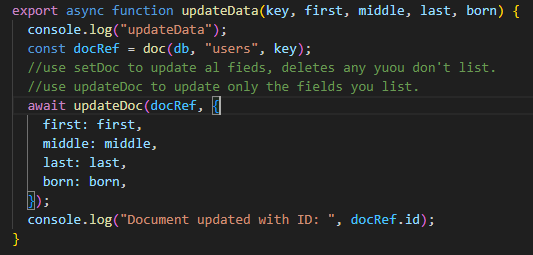 export async function updateData(key, first, middle, last, born) {
  console.log("updateData");
  const docRef = doc(db, "users", key);
  //use setDoc to update al fieds, deletes any yuou don't list.
  //use updateDoc to update only the fields you list.
  await updateDoc(docRef, {
    first: first,
    middle: middle,
    last: last,
    born: born,
  });
  console.log("Document updated with ID: ", docRef.id);
}